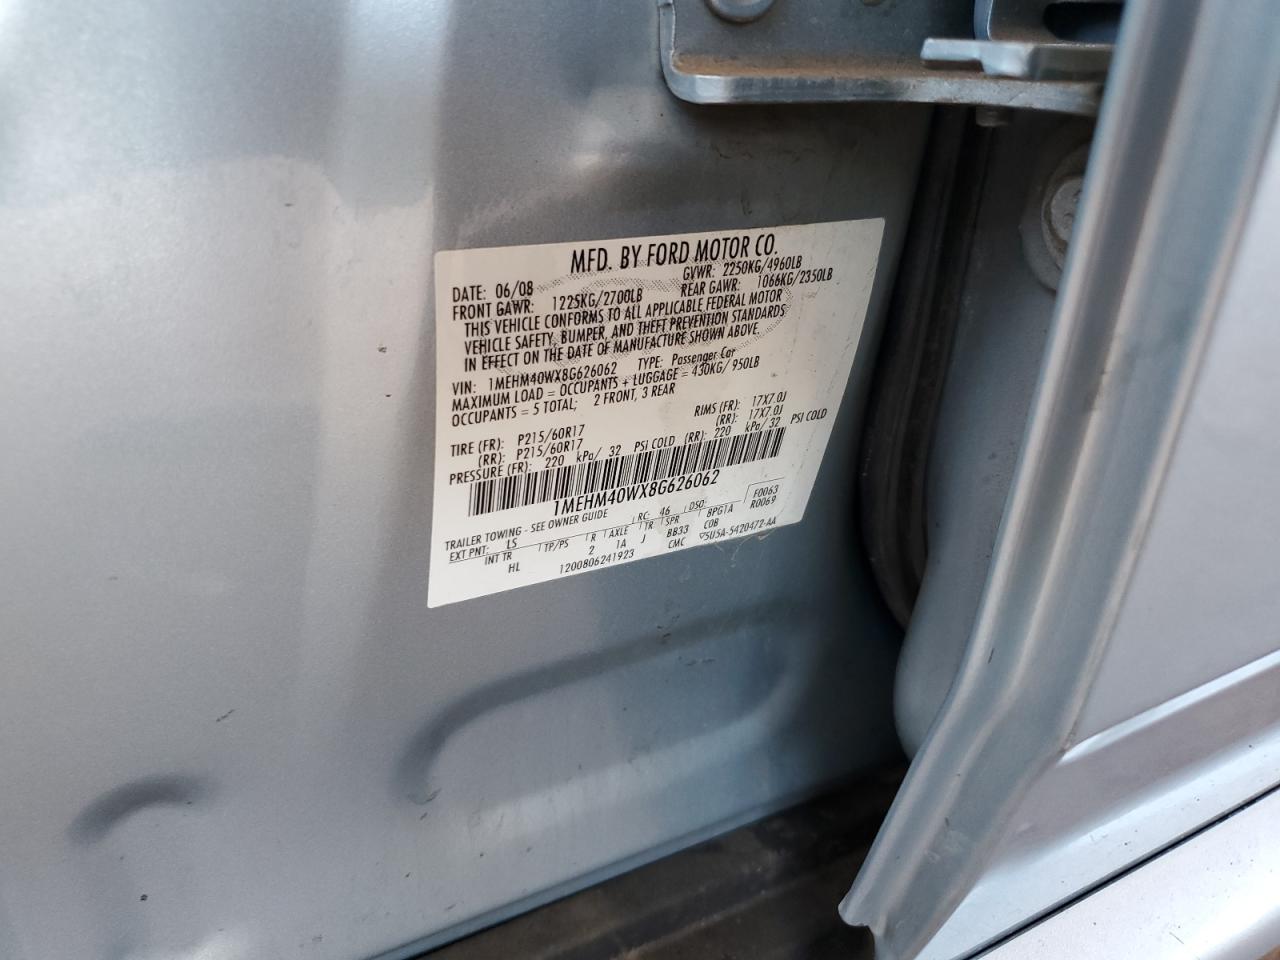 MFD. BY FORD MOTOR CO.
DATE: 06/08 GVWR: 2250KG/4960LB
FRONT GAWR: 1225KG/2700LB REAR GAWR: 1066KG/2350LB
THIS VEHICLE CONFORMS TO ALL APPLICABLE FEDERAL MOTOR
VEHICLE SAFETY, BUMPER, AND THEFT PREVENTION STANDARDS
IN EFFECT ON THE DATE OF MANUFACTURE SHOWN ABOVE.
VIN: 1MEHM40WX8G626062 TYPE: Passenger Car
MAXIMUM LOAD = OCCUPANTS + LUGGAGE = 430KG/ 950LB
OCCUPANTS = 5 TOTAL; 2 FRONT, 3 REAR
TIRE (FR): P215/60R17 RIMS (FR): 17X7.0J
(RR): P215/60R17 (RR): 17X7.0J
PRESSURE (FR): 220 kPa/ 32 PSI COLD (RR): 220 kPa/ 32 PSI COLD
1MEHM40WX8G626062
F0063
TRAILER TOWING - SEE OWNER GUIDE RC: 46 DSO: R0069
EXT PNT: LS INT TR TP/PS R AXLE TR SPR BPG1A
HL 2 1A J BB33 COB
CMC
1200806241923 5U5A-5420472-AA